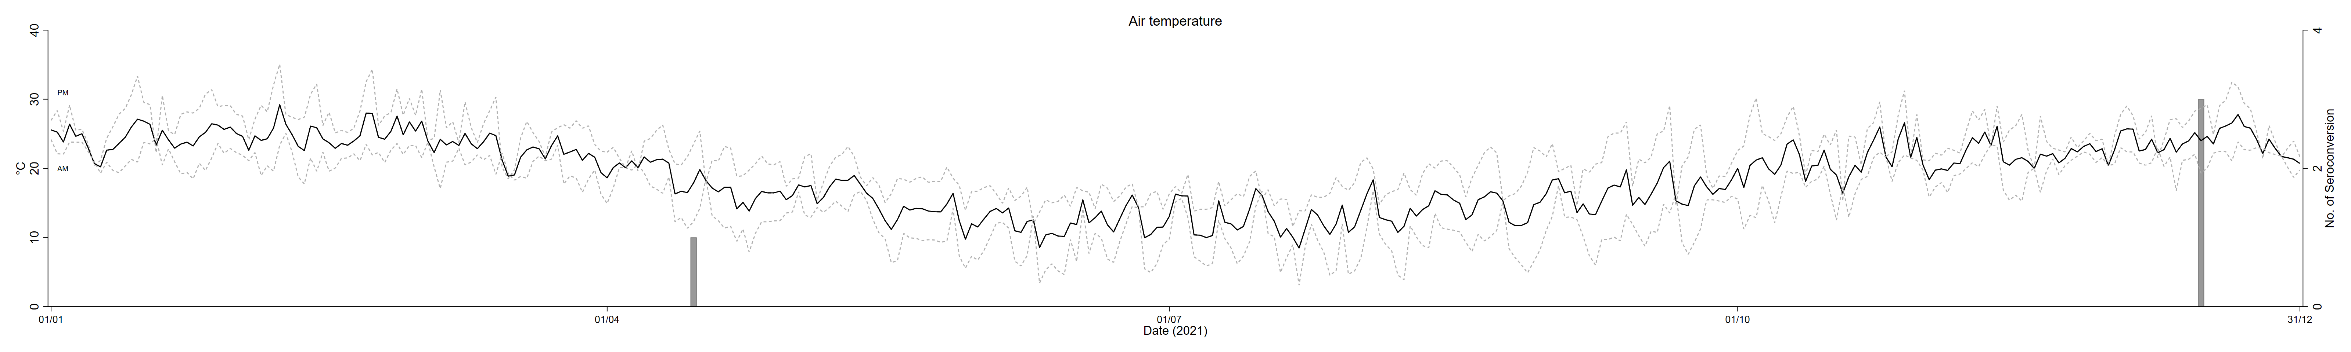 Air temperature
40
30
20
10
0
°C
PM
AM
4
2
0
No. of Seroconversion
01/01
01/04
01/07
01/10
31/12
Date (2021)